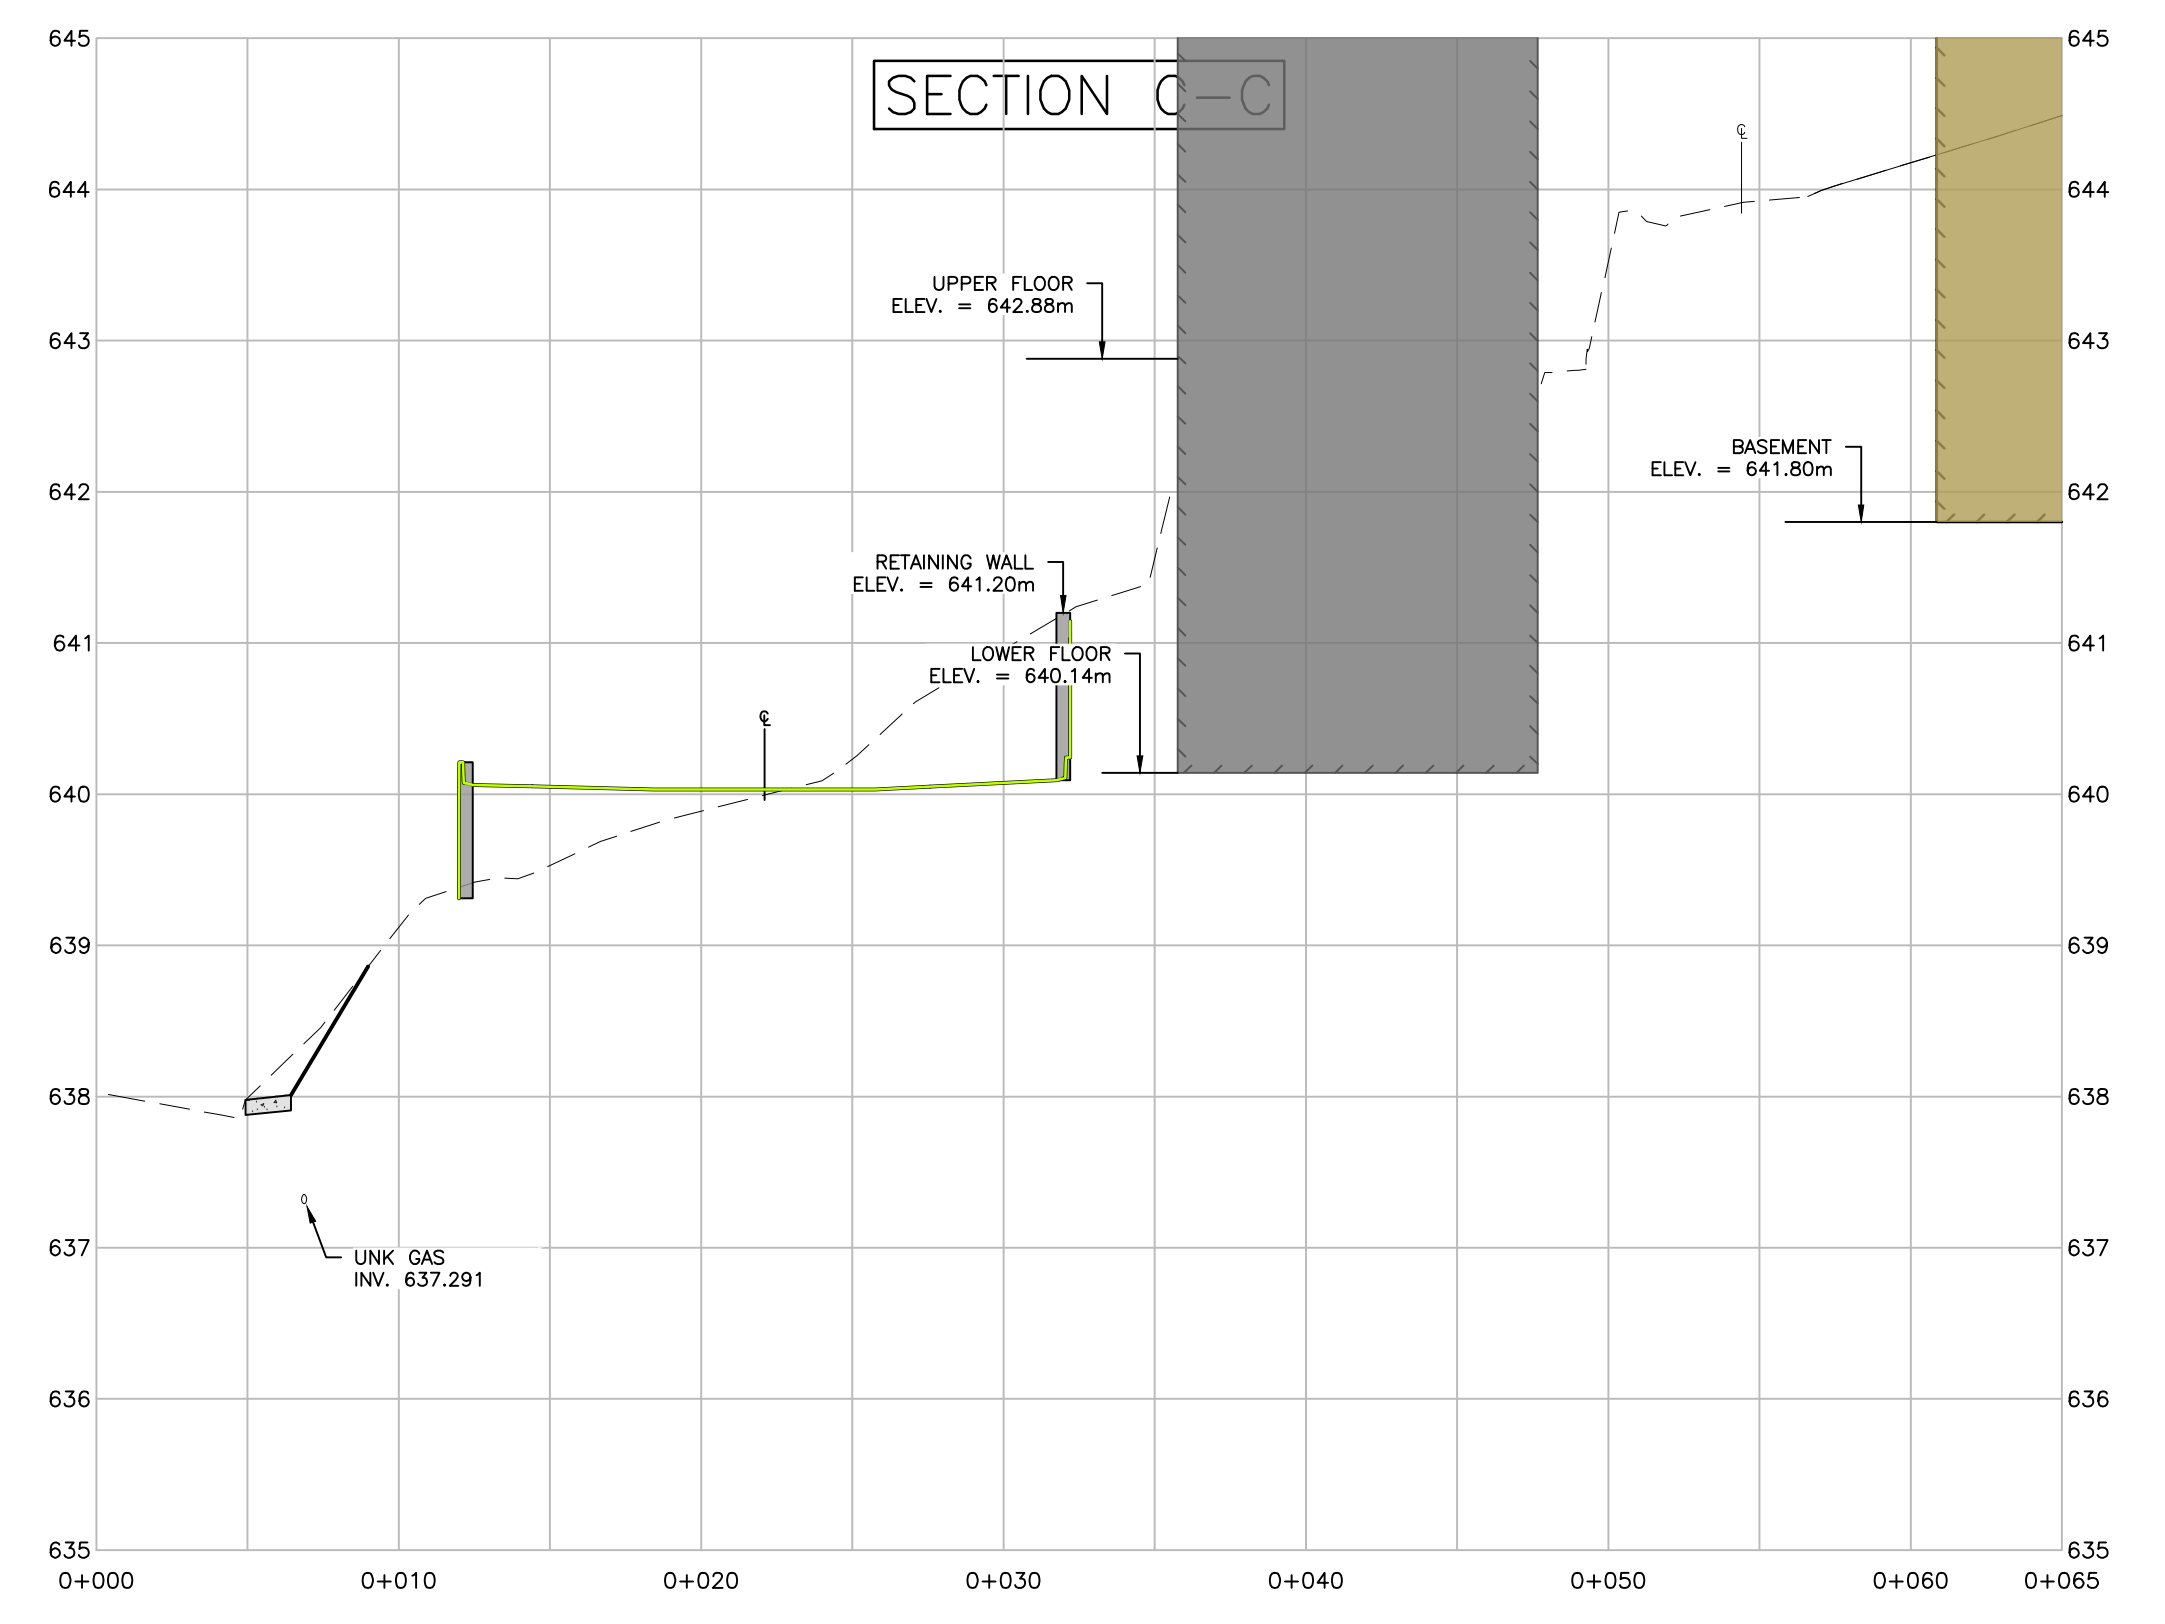 SECTION C-C
645
645
644
644
643
643
642
642
641
641
640
640
639
639
638
638
637
637
636
636
635
635
℄
UPPER FLOOR
ELEV. = 642.88m
BASEMENT
ELEV. = 641.80m
RETAINING WALL
ELEV. = 641.20m
LOWER FLOOR
ELEV. = 640.14m
℄
UNK GAS
INV. 637.291
0+000
0+010
0+020
0+030
0+040
0+050
0+060
0+065